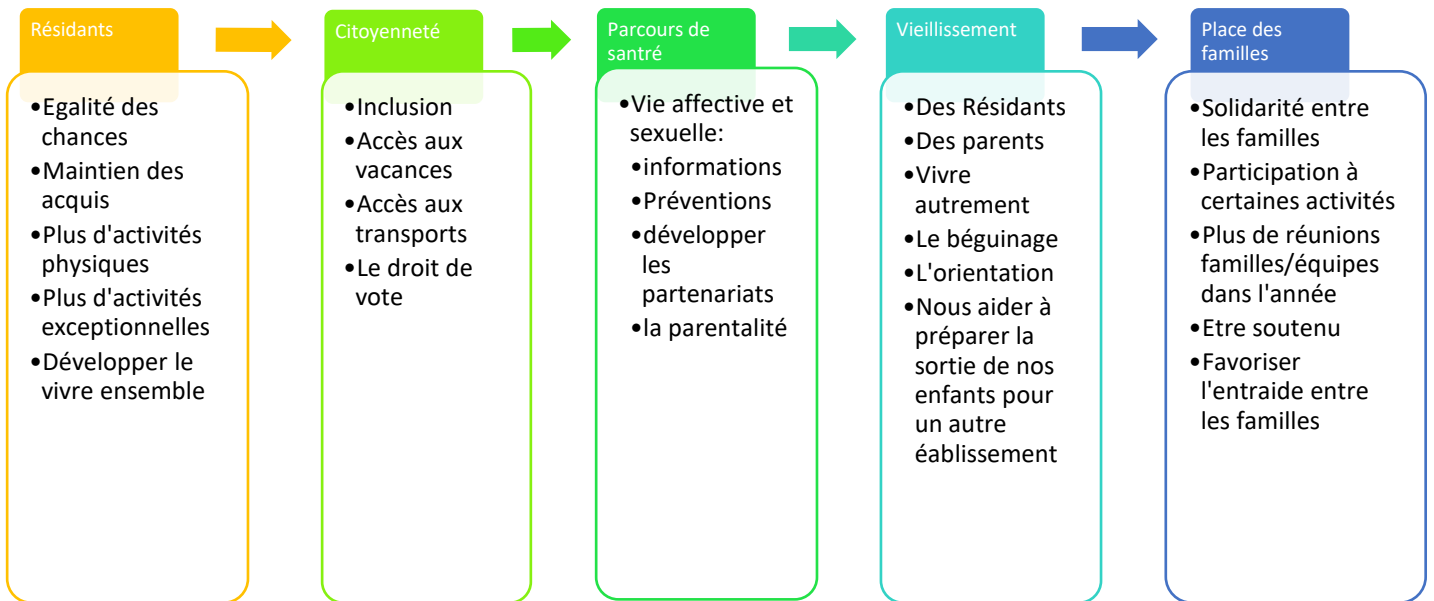 Résidants
•Egalité des
chances
•Maintien des
acquis
•Plus d'activités
physiques
•Plus d'activités
exceptionnelles
•Développer le
vivre ensemble
Citoyenneté
•Inclusion
•Accès aux
vacances
•Accès aux
transports
•Le droit de
vote
Parcours de
santré
•Vie affective et
sexuelle:
•informations
•Préventions
•développer
les
partenariats
•la parentalité
Vieillissement
•Des Résidants
•Des parents
•Vivre
autrement
•Le béguinage
•L'orientation
•Nous aider à
préparer la
sortie de nos
enfants pour
un autre
éablissement
Place des
familles
•Solidarité entre
les familles
•Participation à
certaines activités
•Plus de réunions
familles/équipes
dans l'année
•Etre soutenu
•Favoriser
l'entraide entre
les familles